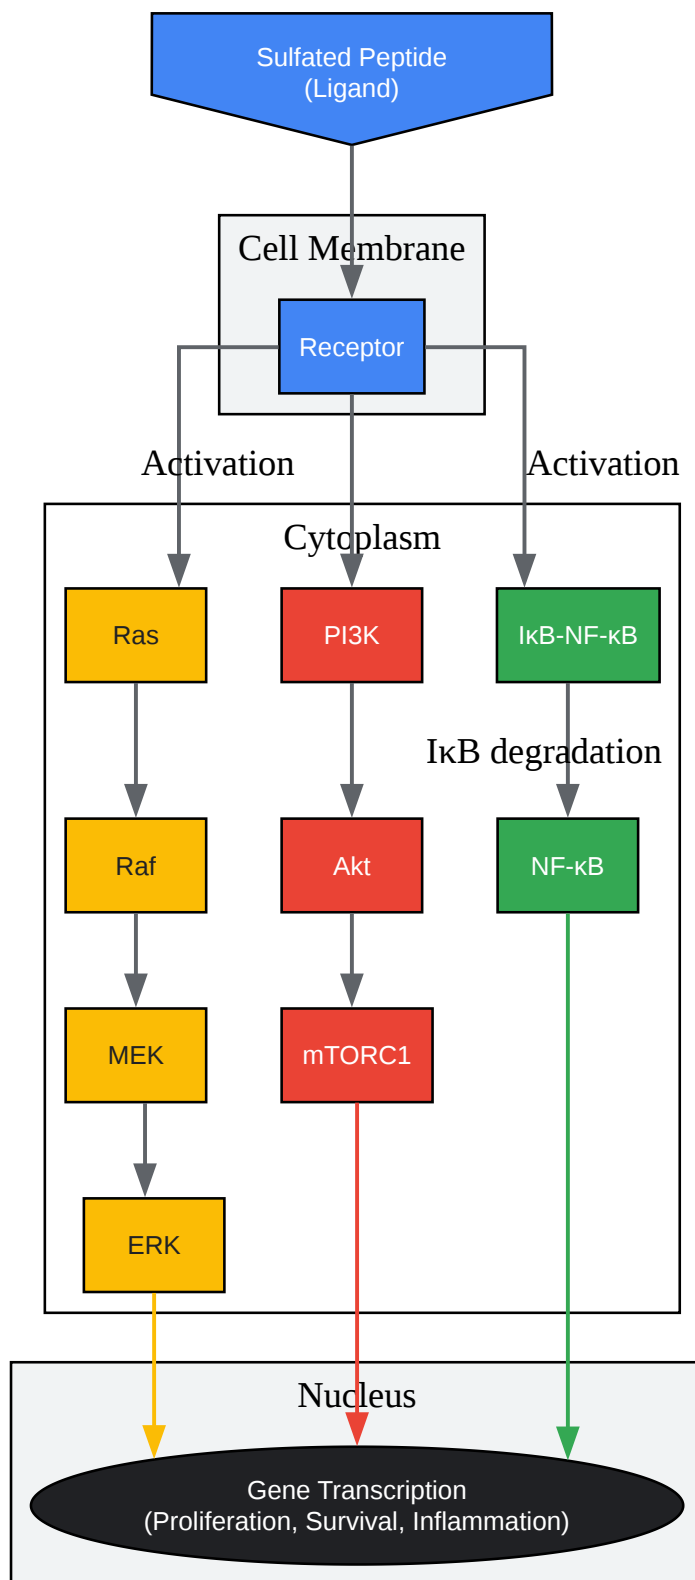 Sulfated Peptide
(Ligand)
Cell Membrane
Receptor
Activation
Activation
Cytoplasm
Ras
PI3K
IκB-NF-κB
IκB degradation
Raf
Akt
NF-κB
MEK
mTORC1
ERK
Nucleus
Gene Transcription
(Proliferation, Survival, Inflammation)